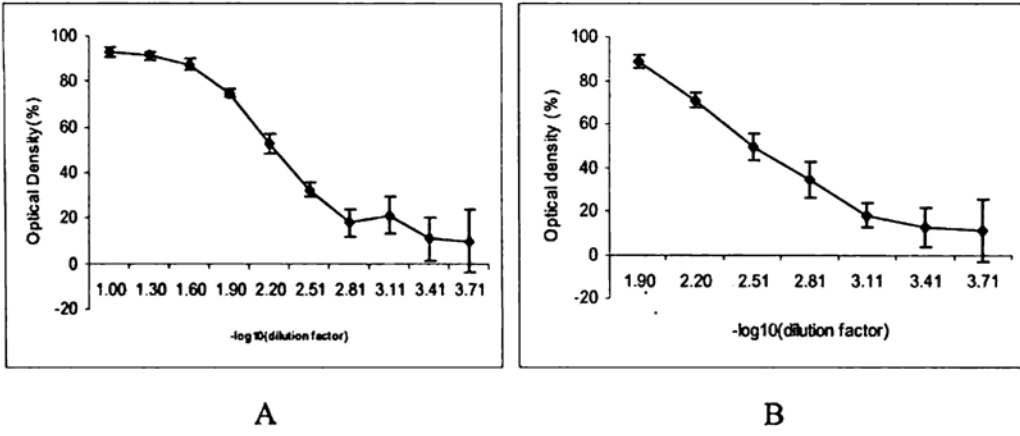 100
80
60
40
20
0
-20
Optical Density(%)
1.00 1.30 1.60 1.90 2.20 2.51 2.81 3.11 3.41 3.71
-log10(dilution factor)
A
100
80
60
40
20
0
-20
Optical density (%)
1.90 2.20 2.51 2.81 3.11 3.41 3.71
-log10(dilution factor)
B